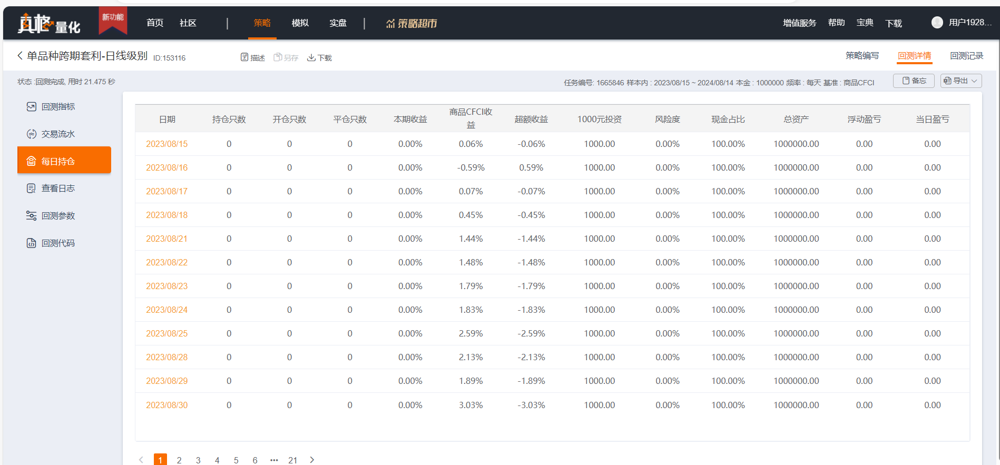 真格量化 新功能 首页 社区 | 策略 模拟 实盘 | 策略超市 增值服务 帮助 宝典 下载 用户1928...
单品种跨期套利-日线级别 ID:153116 描述 另存 下载 策略编写 回测详情 回测记录
状态 :回测完成, 用时 21.475 秒 任务编号: 1665846 样本内 : 2023/08/15 ~ 2024/08/14 本金 : 1000000 频率 : 每天 基准 : 商品CFCI 备忘 导出
回测指标
交易流水
每日持仓
查看日志
回测参数
回测代码
日期 持仓只数 开仓只数 平仓只数 本期收益 商品CFCI收益 超额收益 1000元投资 风险度 现金占比 总资产 浮动盈亏 当日盈亏
2023/08/15 0 0 0 0.00% 0.06% -0.06% 1000.00 0.00% 100.00% 1000000.00 0.00 0.00
2023/08/16 0 0 0 0.00% -0.59% 0.59% 1000.00 0.00% 100.00% 1000000.00 0.00 0.00
2023/08/17 0 0 0 0.00% 0.07% -0.07% 1000.00 0.00% 100.00% 1000000.00 0.00 0.00
2023/08/18 0 0 0 0.00% 0.45% -0.45% 1000.00 0.00% 100.00% 1000000.00 0.00 0.00
2023/08/21 0 0 0 0.00% 1.44% -1.44% 1000.00 0.00% 100.00% 1000000.00 0.00 0.00
2023/08/22 0 0 0 0.00% 1.48% -1.48% 1000.00 0.00% 100.00% 1000000.00 0.00 0.00
2023/08/23 0 0 0 0.00% 1.79% -1.79% 1000.00 0.00% 100.00% 1000000.00 0.00 0.00
2023/08/24 0 0 0 0.00% 1.83% -1.83% 1000.00 0.00% 100.00% 1000000.00 0.00 0.00
2023/08/25 0 0 0 0.00% 2.59% -2.59% 1000.00 0.00% 100.00% 1000000.00 0.00 0.00
2023/08/28 0 0 0 0.00% 2.13% -2.13% 1000.00 0.00% 100.00% 1000000.00 0.00 0.00
2023/08/29 0 0 0 0.00% 1.89% -1.89% 1000.00 0.00% 100.00% 1000000.00 0.00 0.00
2023/08/30 0 0 0 0.00% 3.03% -3.03% 1000.00 0.00% 100.00% 1000000.00 0.00 0.00
1 2 3 4 5 6 ••• 21